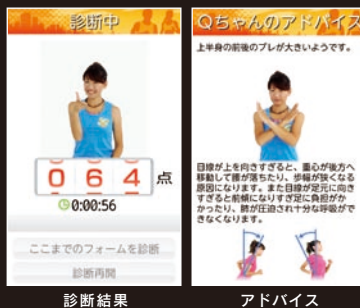 診断中
064点
0:00:56
ここまでのフォームを診断
診断再開
診断結果
Qちゃんのアドバイス
上半身の前後のブレが大きいようです。
目線が上を向きすぎると、重心が後方へ
移動して腰が落ちたり、歩幅が狭くなる
原因になります。また目線が足元に向き
すぎると前傾になりすぎ足に負担がか
かったり、肺が圧迫され十分な呼吸がで
きなくなります。
アドバイス